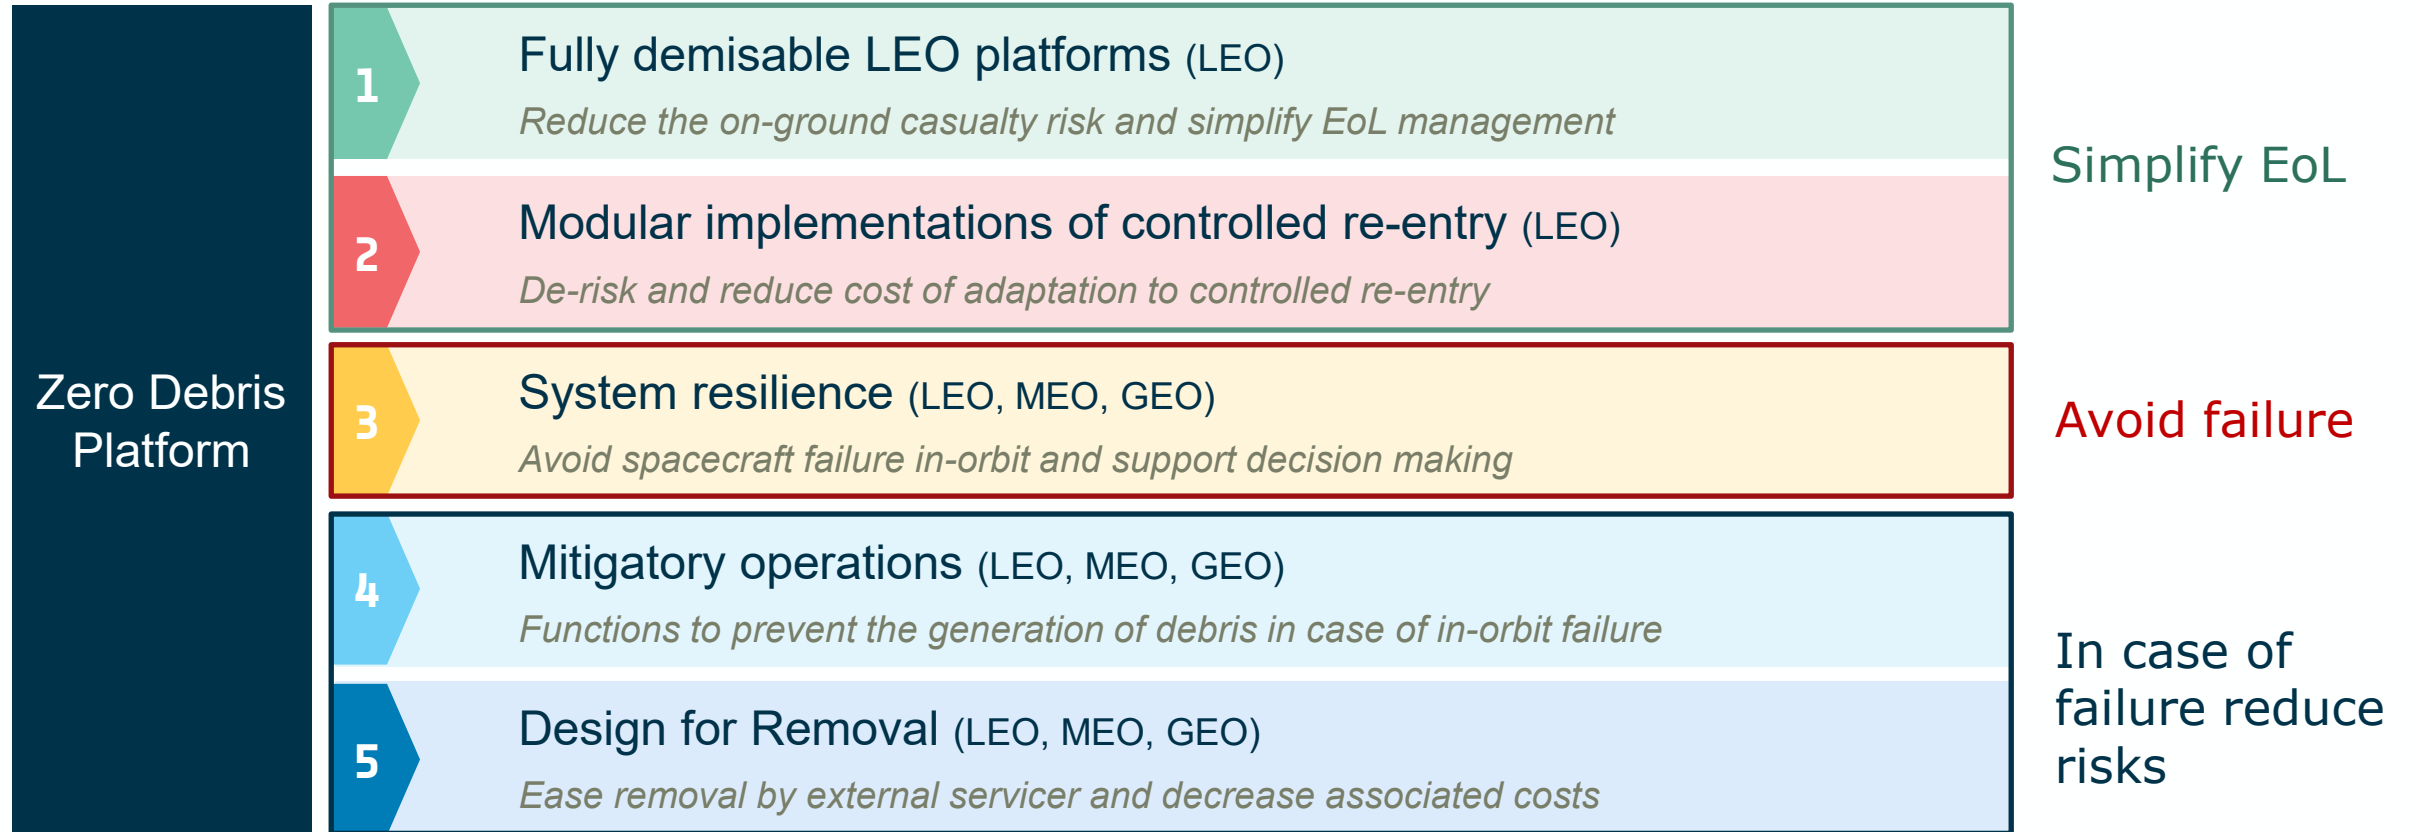 Zero Debris
Platform
1
Fully demisable LEO platforms (LEO)
Reduce the on-ground casualty risk and simplify EoL management
2
Modular implementations of controlled re-entry (LEO)
De-risk and reduce cost of adaptation to controlled re-entry
Simplify EoL
3
System resilience (LEO, MEO, GEO)
Avoid spacecraft failure in-orbit and support decision making
Avoid failure
4
Mitigatory operations (LEO, MEO, GEO)
Functions to prevent the generation of debris in case of in-orbit failure
5
Design for Removal (LEO, MEO, GEO)
Ease removal by external servicer and decrease associated costs
In case of
failure reduce
risks